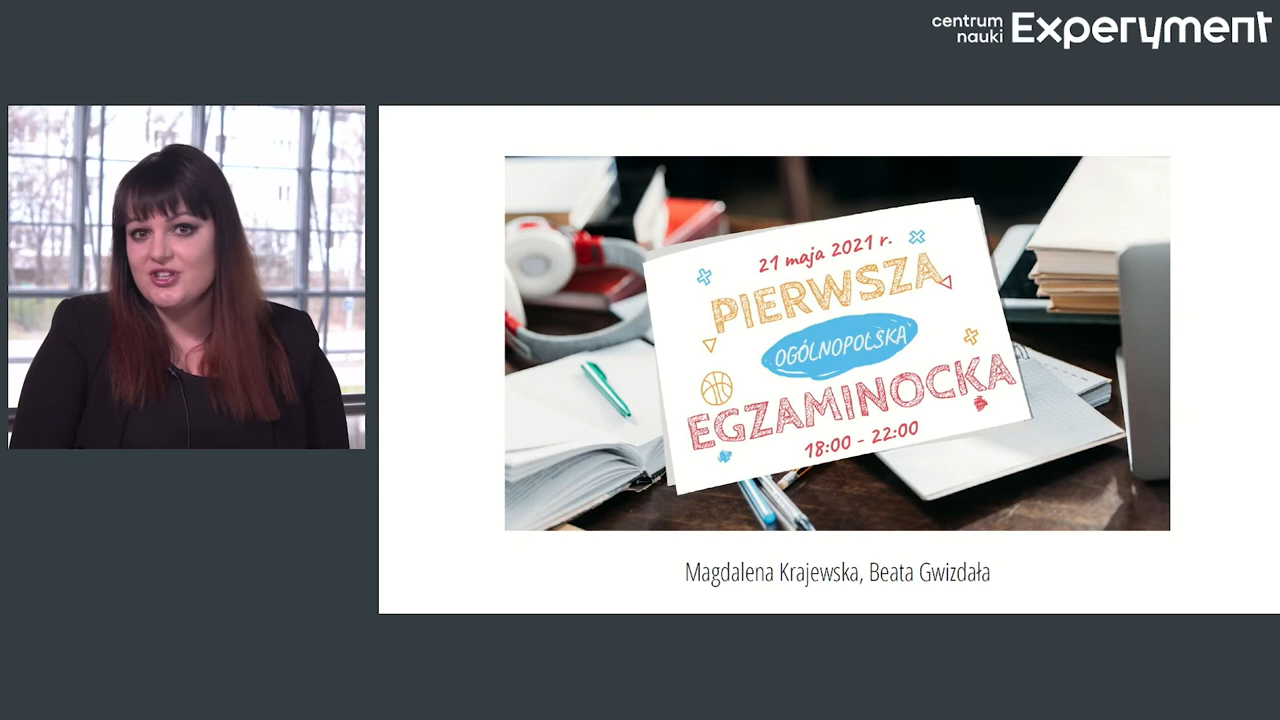 centrum
nauki
Experyment
21 maja 2021 r.
PIERWSZA
OGÓLNOPOLSKA
EGZAMINOCKA
18:00 - 22:00
Magdalena Krajewska, Beata Gwizdała